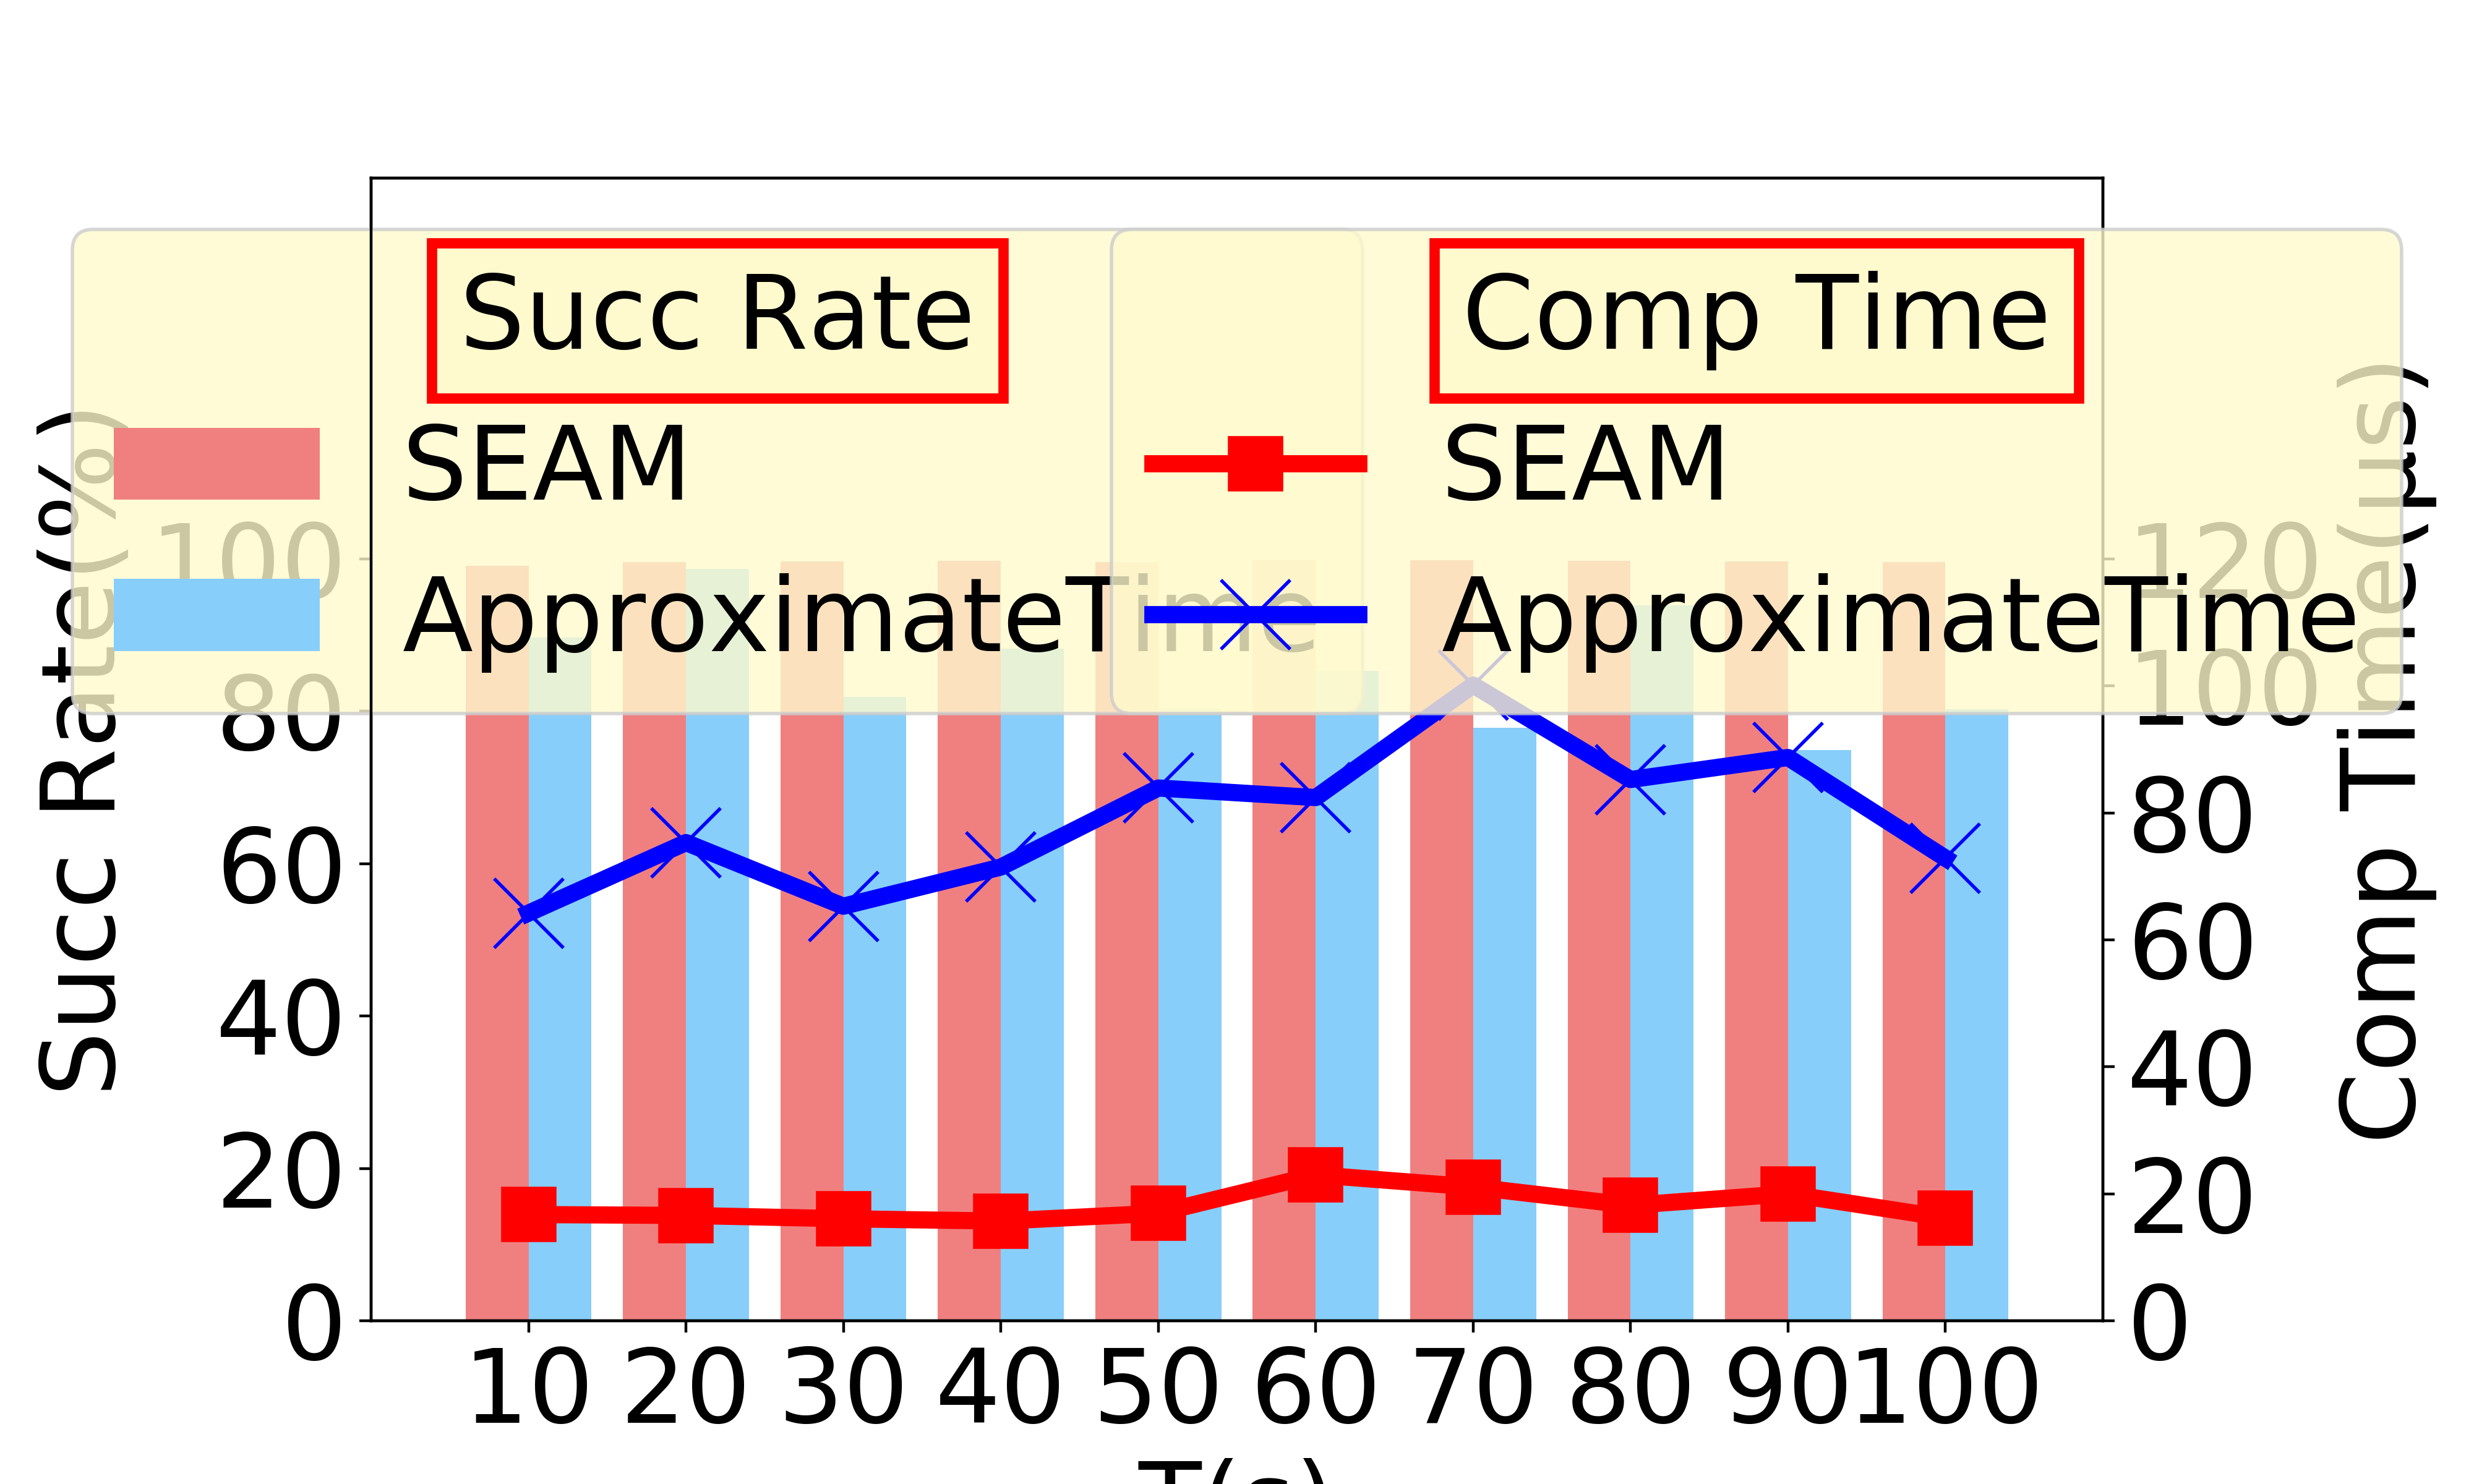 Succ Rate
SEAM
ApproximateTime
Comp Time
SEAM
ApproximateTime
Succ Rate(%)
100
80
60
40
20
0
120
100
80
60
40
20
0
Comp Time(μs)
10 20 30 40 50 60 70 80 90 100
T(s)